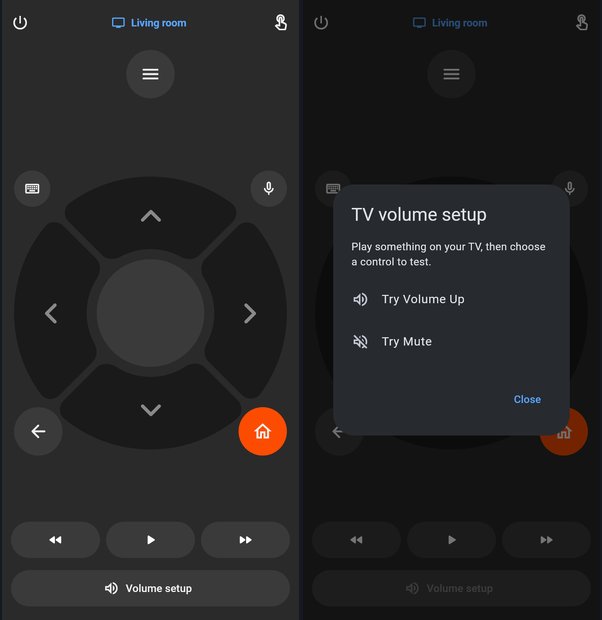 Living room
Volume setup
Living room
TV volume setup
Play something on your TV, then choose
a control to test.
Try Volume Up
Try Mute
Close
Volume setup